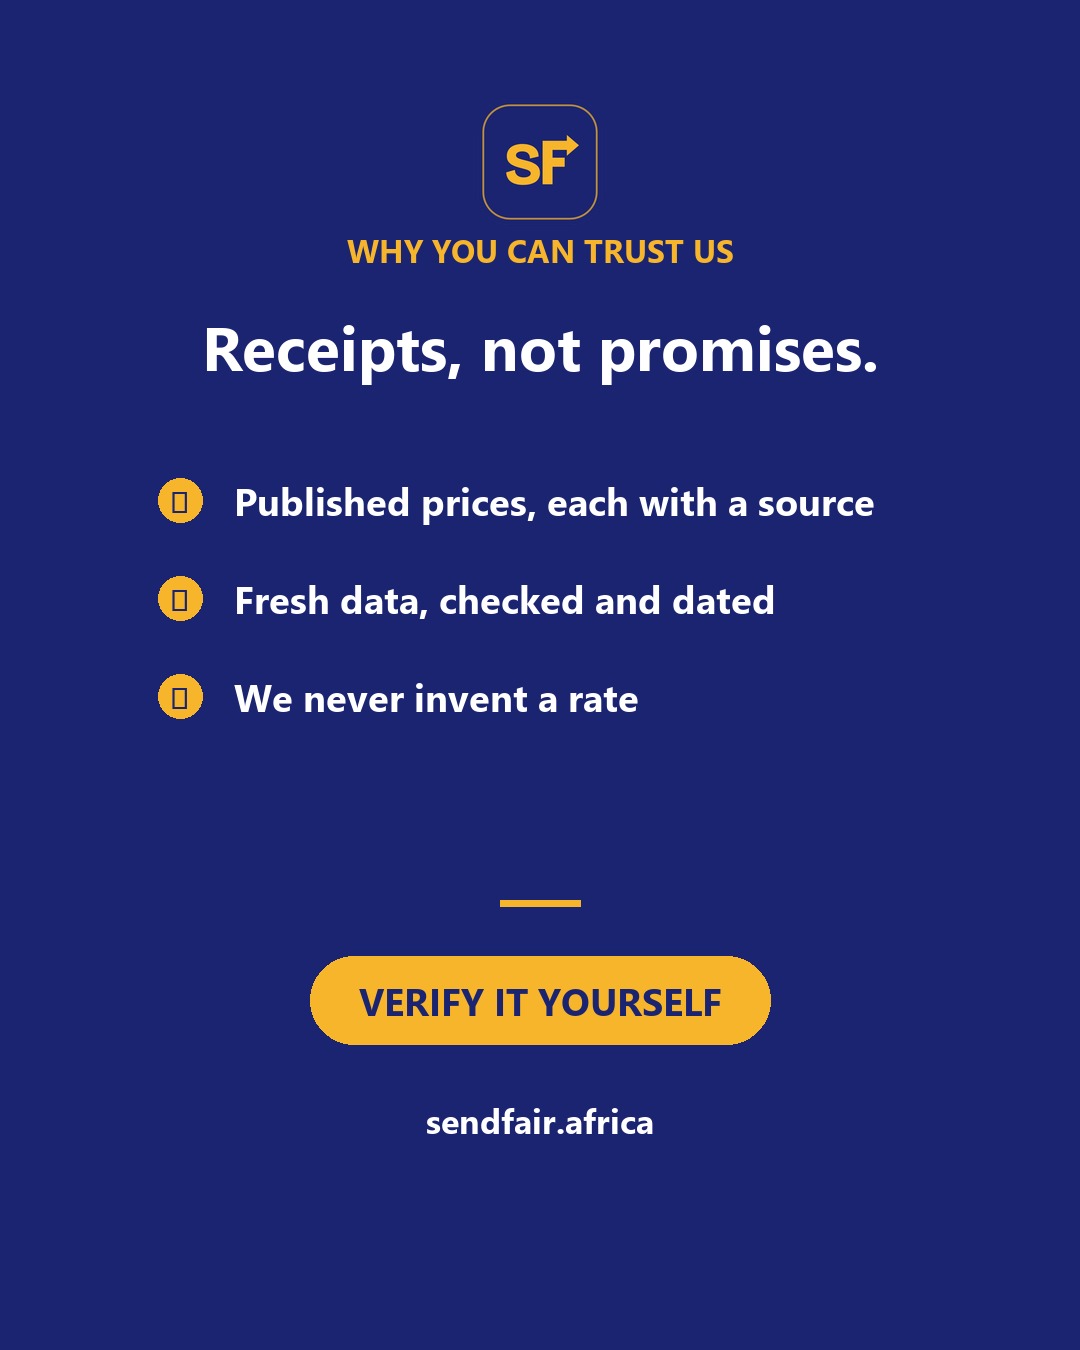 SF
WHY YOU CAN TRUST US
Receipts, not promises.
Published prices, each with a source
Fresh data, checked and dated
We never invent a rate
VERIFY IT YOURSELF
sendfair.africa